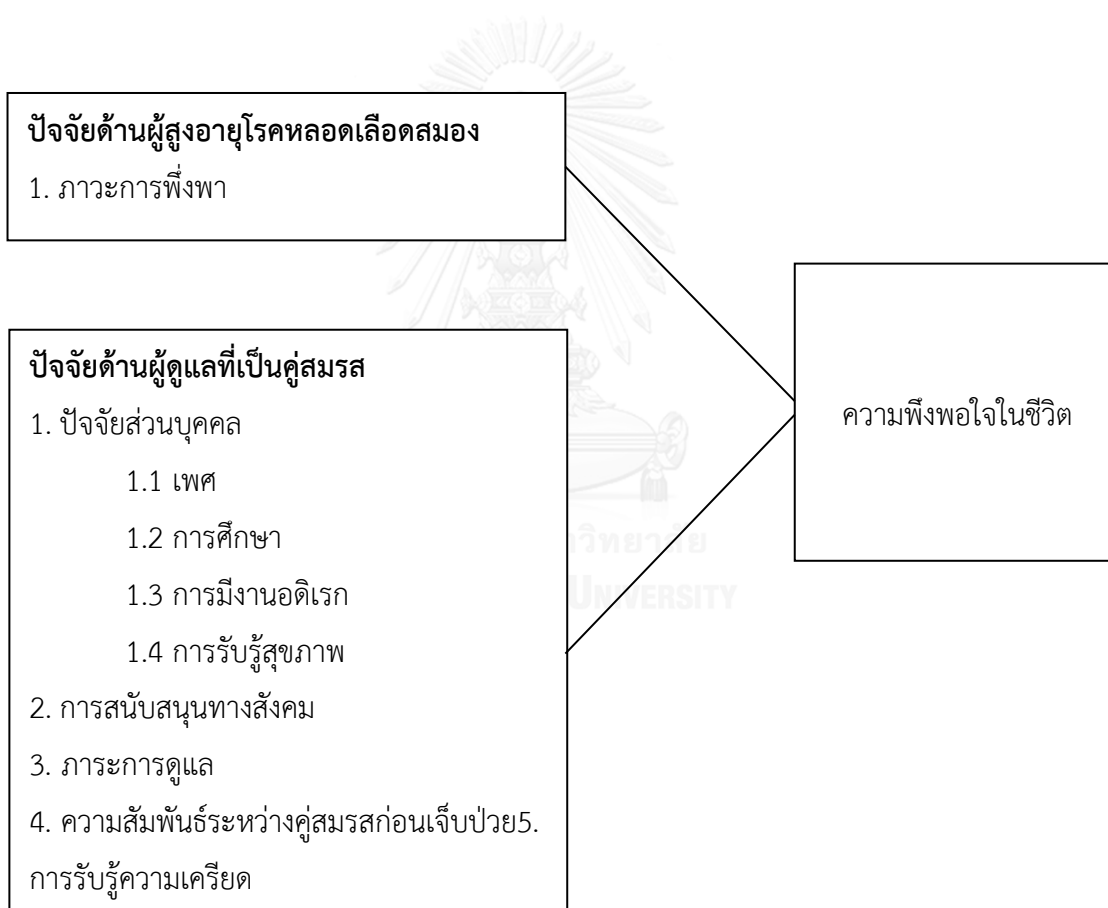 ปัจจัยด้านผู้สูงอายุโรคหลอดเลือดสมอง
1. ภาวะการพึ่งพา
ปัจจัยด้านผู้ดูแลที่เป็นคู่สมรส
1. ปัจจัยส่วนบุคคล
1.1 เพศ
1.2 การศึกษา
1.3 การมีงานอดิเรก
1.4 การรับรู้สุขภาพ
2. การสนับสนุนทางสังคม
3. ภาระการดูแล
4. ความสัมพันธ์ระหว่างคู่สมรสก่อนเจ็บป่วย5.
การรับรู้ความเครียด
ความพึงพอใจในชีวิต
UNIVERSITY